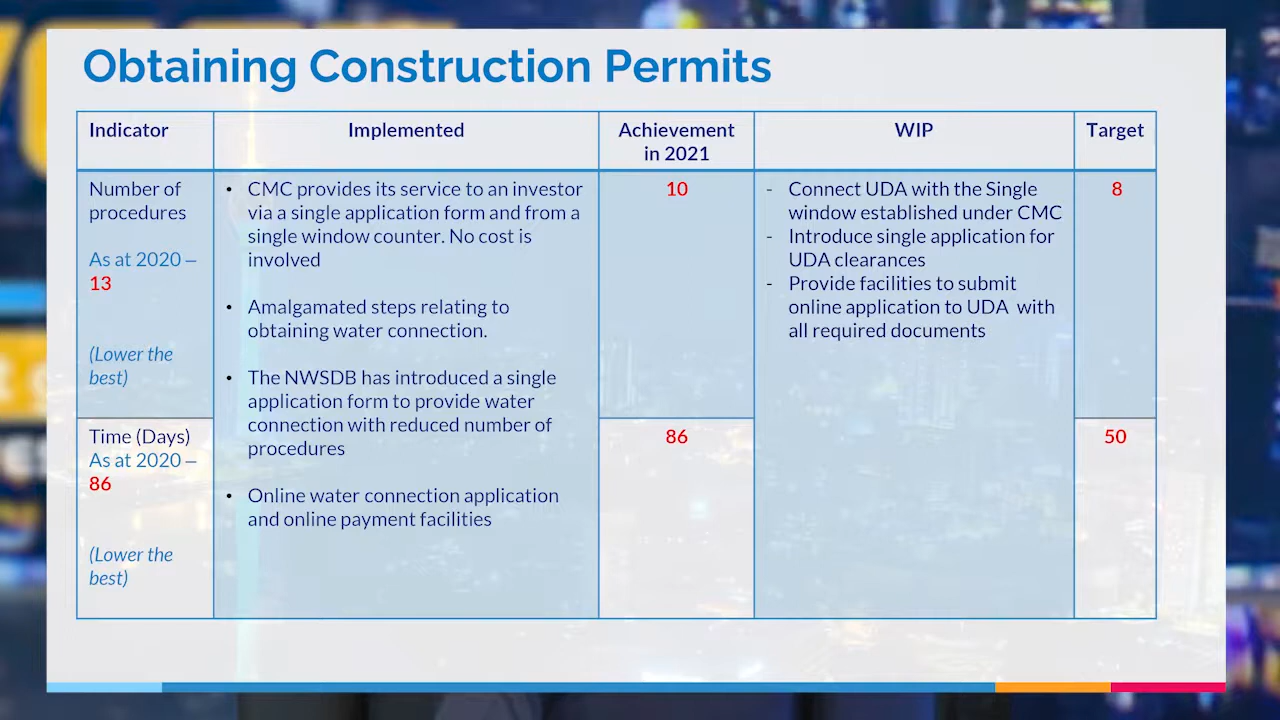 Obtaining Construction Permits
Indicator
Implemented
Achievement
in 2021
WIP
Target
Number of
procedures
As at 2020 –
13
(Lower the
best)
• CMC provides its service to an investor
via a single application form and from a
single window counter. No cost is
involved
• Amalgamated steps relating to
obtaining water connection.
• The NWSDB has introduced a single
application form to provide water
connection with reduced number of
procedures
• Online water connection application
and online payment facilities
10
- Connect UDA with the Single
window established under CMC
- Introduce single application for
UDA clearances
- Provide facilities to submit
online application to UDA with
all required documents
8
Time (Days)
As at 2020 –
86
(Lower the
best)
86
50